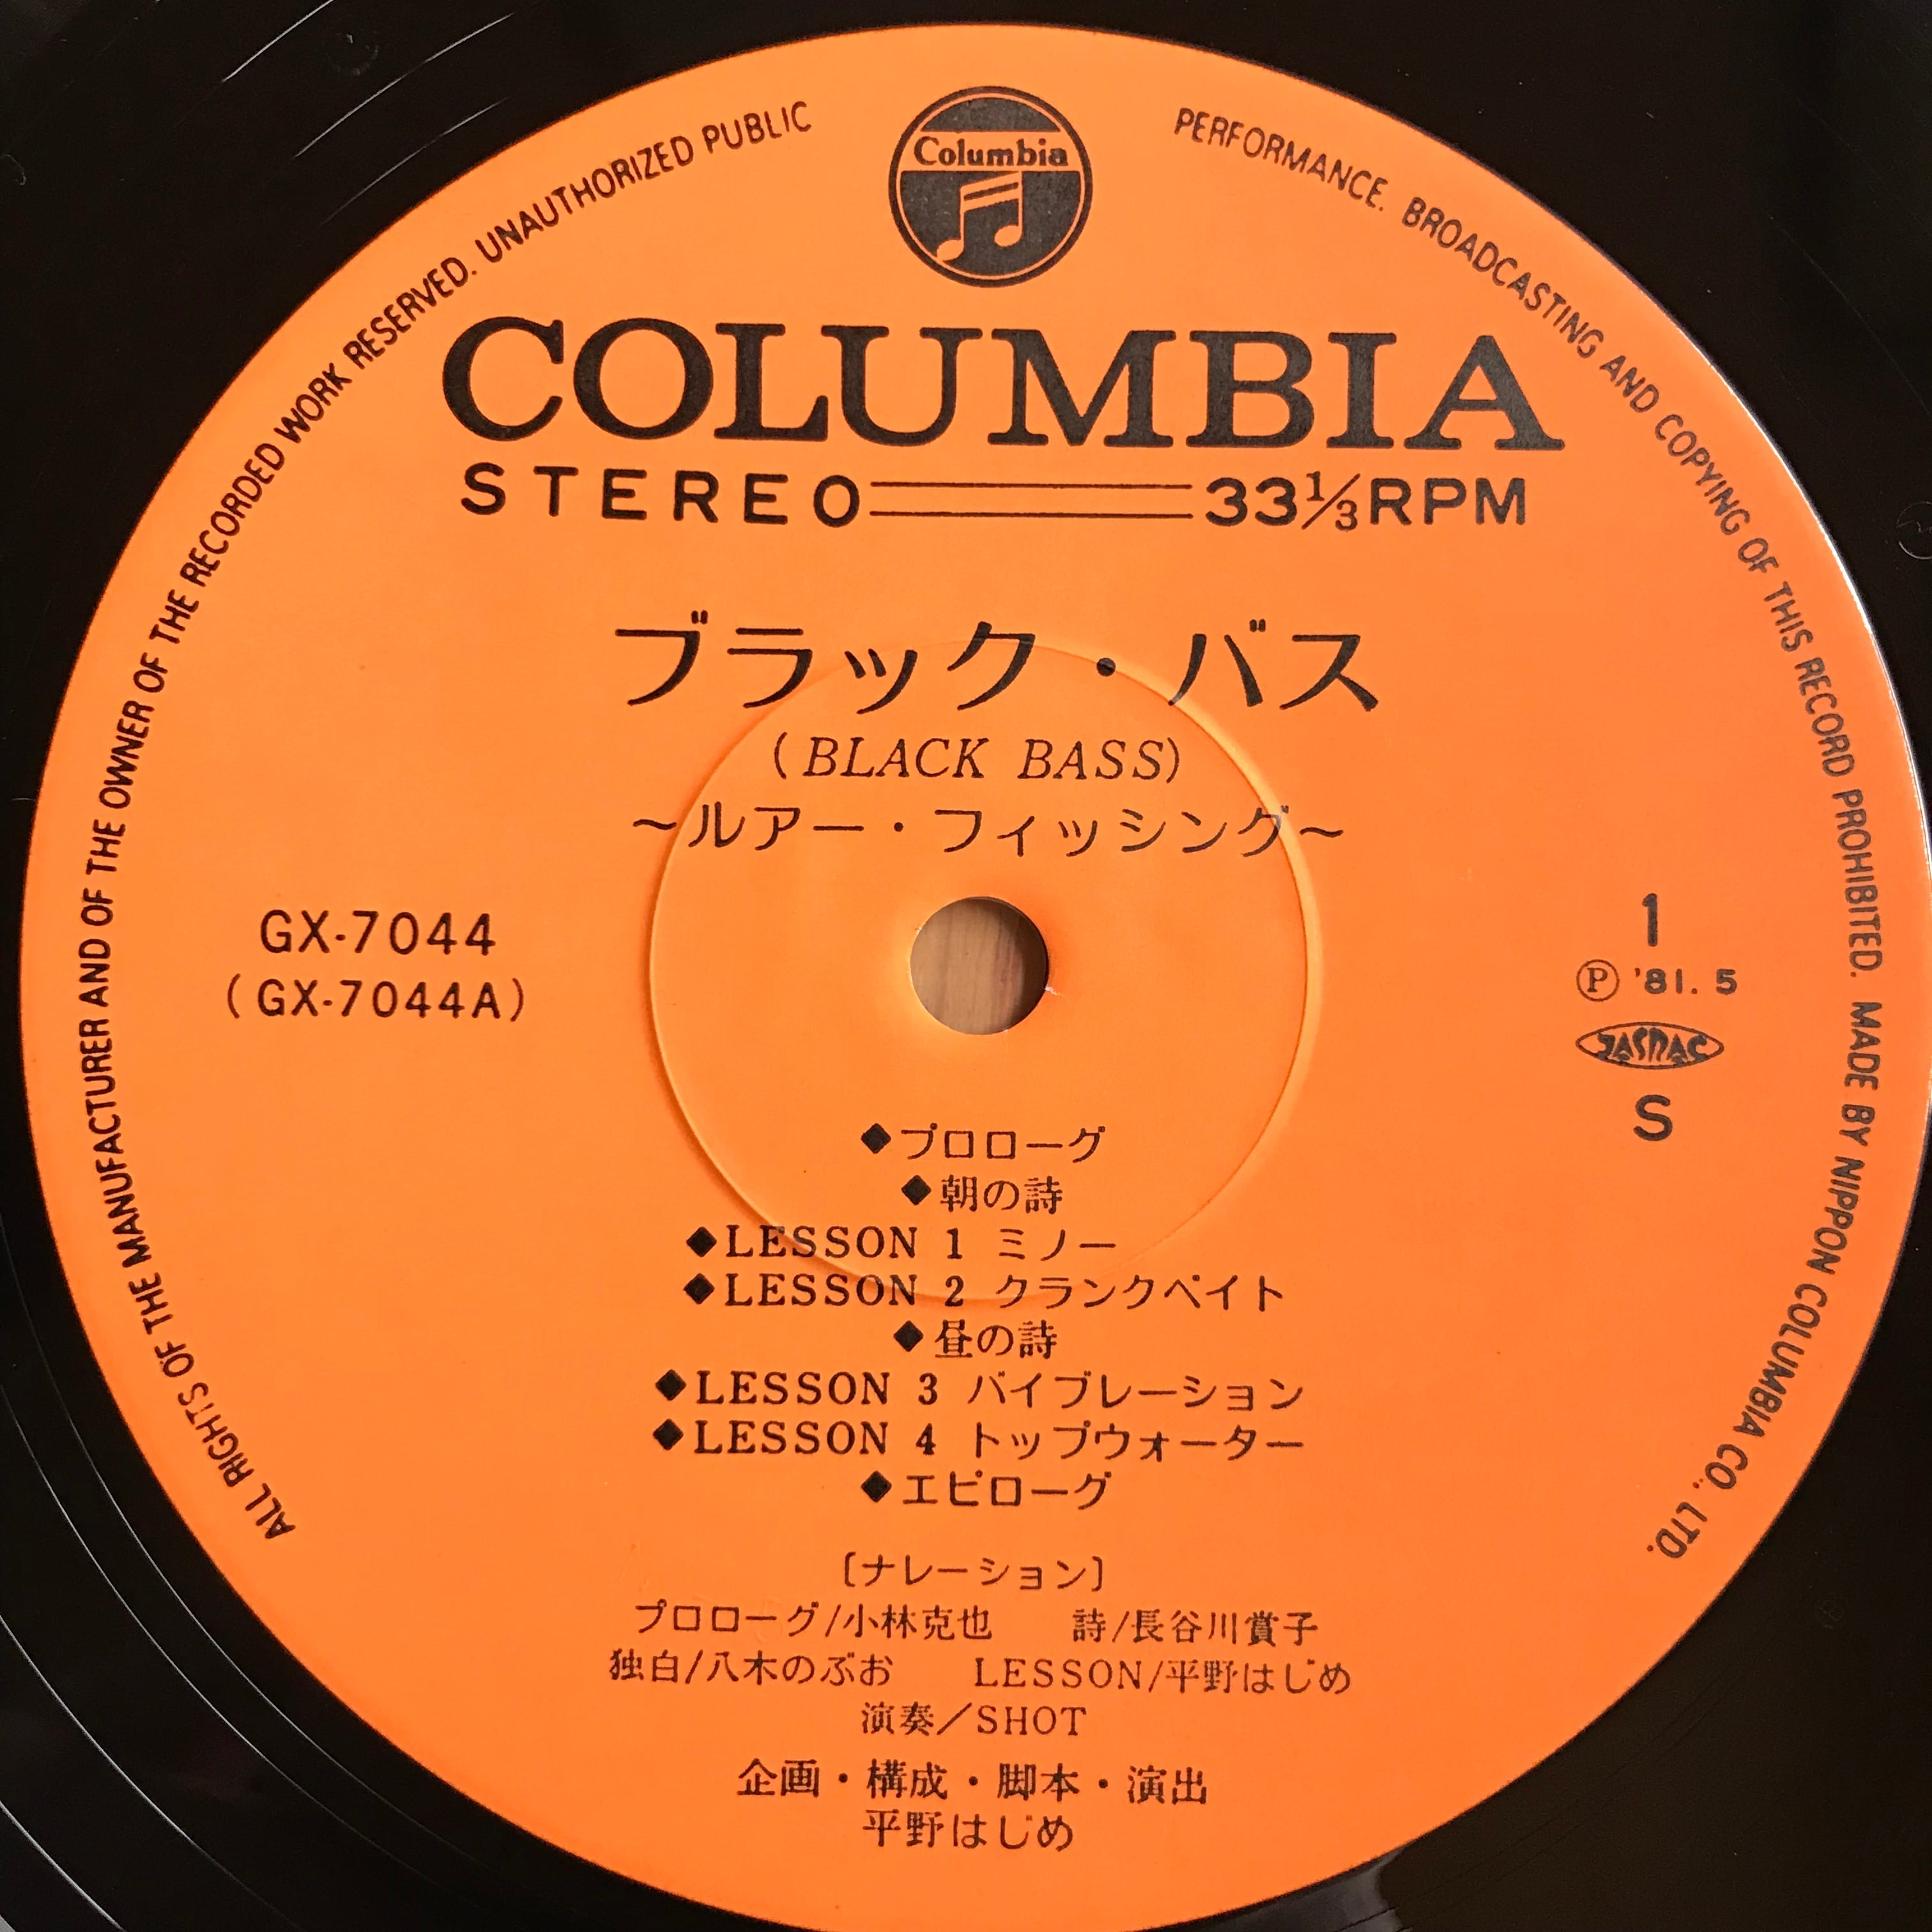 ALL RIGHTS OF THE MANUFACTURER AND OF THE OWNER OF THE RECORDED WORK RESERVED. UNAUTHORIZED PUBLIC PERFORMANCE. BROADCASTING AND COPYING OF THIS RECORD PROHIBITED. MADE BY NIPPON COLUMBIA CO., LTD.
Columbia
COLUMBIA
STEREO 33⅓RPM
ブラック・バス
(BLACK BASS)
～ルアー・フィッシング～
GX-7044
(GX-7044A)
1
Ⓟ '81.5
JASRAC
S
◆プロローグ
◆朝の詩
◆LESSON 1 ミノー
◆LESSON 2 クランクベイト
◆昼の詩
◆LESSON 3 バイブレーション
◆LESSON 4 トップウォーター
◆エピローグ
〔ナレーション〕
プロローグ/小林克也 詩/長谷川賞子
独白/八木のぶお LESSON/平野はじめ
演奏／SHOT
企画・構成・脚本・演出
平野はじめ